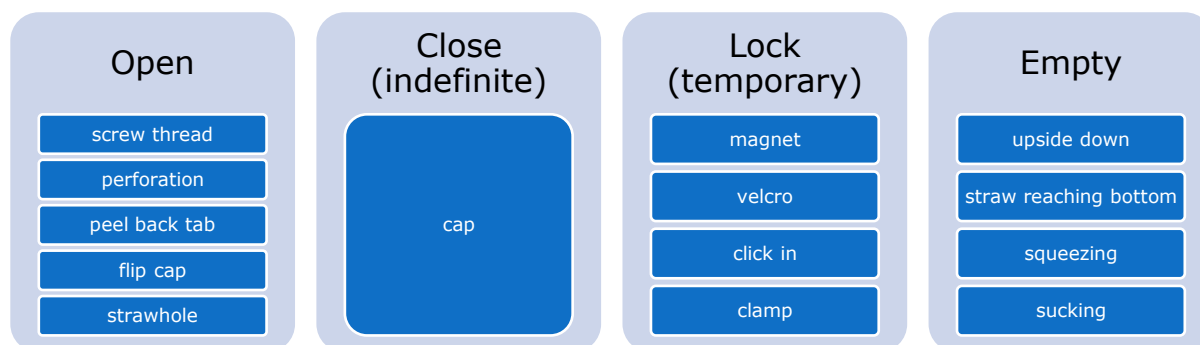 Open
screw thread
perforation
peel back tab
flip cap
strawhole
Close
(indefinite)
cap
Lock
(temporary)
magnet
velcro
click in
clamp
Empty
upside down
straw reaching bottom
squeezing
sucking